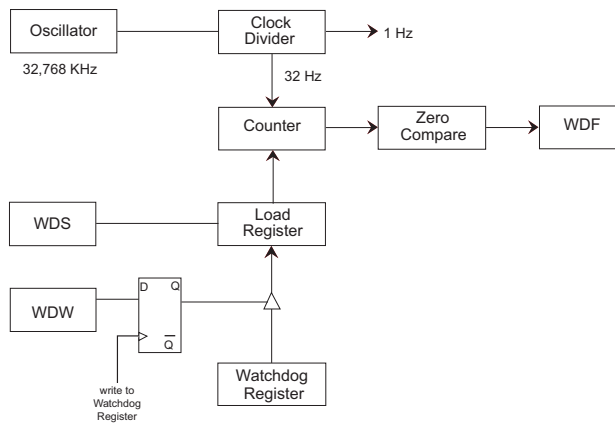 Oscillator
Clock
Divider
1 Hz
32,768 KHz
32 Hz
Counter
Zero
Compare
WDF
WDS
Load
Register
WDW
D
Q
Q
write to
Watchdog
Register
Watchdog
Register